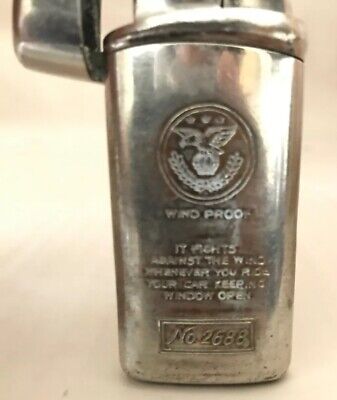 WIND PROOF
IT FIGHTS
AGAINST THE WIND
WHENEVER YOU RIDE
YOUR CAR KEEPING
WINDOW OPEN
No. 2688